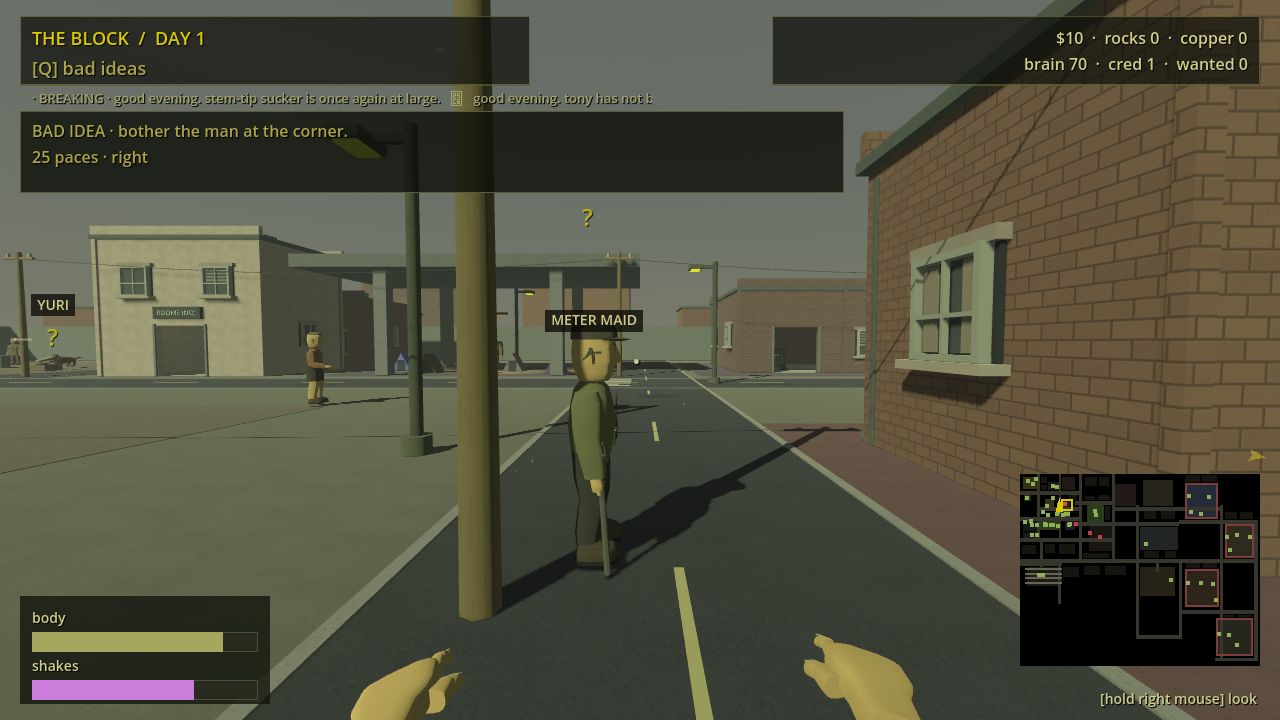 THE BLOCK / DAY 1
[Q] bad ideas
$10 · rocks 0 · copper 0
brain 70 · cred 1 · wanted 0
· BREAKING · good evening. stem-tip sucker is once again at large. good evening. tony has not
BAD IDEA · bother the man at the corner.
25 paces · right
?
YURI
?
METER MAID
body
shakes
[hold right mouse] look